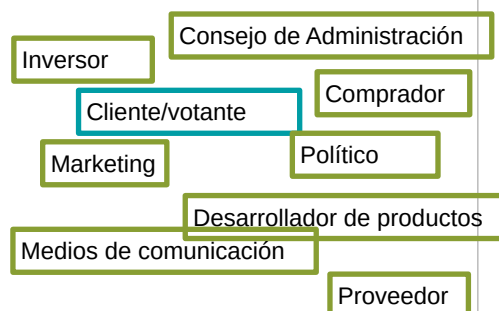 Consejo de Administración
Inversor
Comprador
Cliente/votante
Político
Marketing
Desarrollador de productos
Medios de comunicación
Proveedor